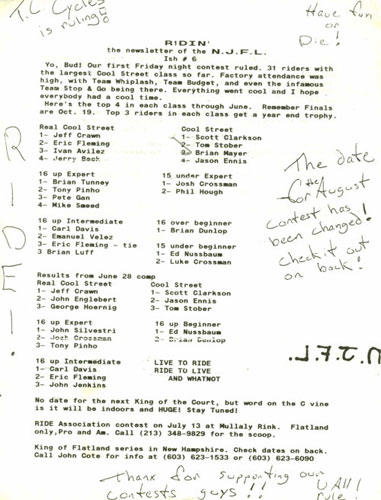 T.C. Cycles
is ruling!
Have fun
or
Die!
RIDIN'
the newsletter of the N.J.F.L.
Ish # 6
Yo, Bud! Our first Friday night contest ruled. 31 riders with
the largest Cool Street class so far. Factory attendance was
high, with Team Whiplash, Team Budget, and even the infamous
Team Stop & Go being there. Everything went cool and I hope
everybody had a cool time.
Here's the top 4 in each class through June. Remember Finals
are Oct. 19. Top 3 riders in each class get a year end trophy.
Real Cool Street
1- Jeff Crawn
2- Eric Fleming
3- Ivan Avilez
4- Jerry Back
Cool Street
1- Scott Clarkson
2- Tom Stober
3- Brian Mayer
4- Jason Ennis
16 up Expert
1- Brian Tunney
2- Tony Pinho
3- Pete Gan
4- Mike Smeed
15 under Expert
1- Josh Crossman
2- Phil Hough
16 up Intermediate
1- Carl Davis
2- Emanuel Velez
3- Eric Fleming - tie
3 Brian Luff
16 over beginner
1- Brian Dunlop
15 under beginner
1- Ed Nussbaum
2- Luke Crossman
Results from June 28 comp
Real Cool Street
1- Jeff Crawn
2- John Englebert
3- George Hoernig
Cool Street
1- Scott Clarkson
2- Jason Ennis
3- Tom Stober
16 up Expert
1- John Silvestri
2- Josh Crossman
3- Tony Pinho
16 up Beginner
1- Ed Nussbaum
2- Brian Dunlop
16 up Intermediate
1- Carl Davis
2- Eric Fleming
3- John Jenkins
LIVE TO RIDE
RIDE TO LIVE
AND WHATNOT
No date for the next King of the Court, but word on the C vine
is it will be indoors and HUGE! Stay Tuned!
RIDE Association contest on July 13 at Mullaly Rink. Flatland
only,Pro and Am. Call (213) 348-9829 for the scoop.
King of Flatland series in New Hampshire. Check dates on back.
Call John Cote for info at (603) 623-1533 or (603) 623-6090
RIDE!
The date
for the August
contest has
been changed!
Check it out
on back!
N.J.F.L.
Thanx for supporting our
contests guys!! U All
rule!